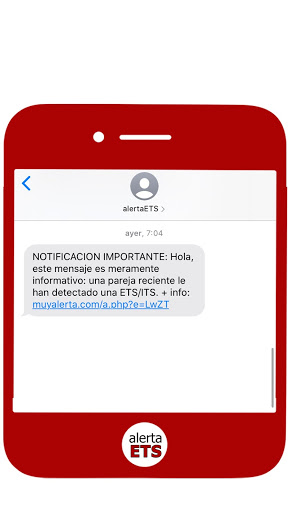 alertaETS
ayer, 7:04
NOTIFICACION IMPORTANTE: Hola,
este mensaje es meramente
informativo: una pareja reciente le
han detectado una ETS/ITS. + info:
muyalerta.com/a.php?e=LwZT
alerta
ETS